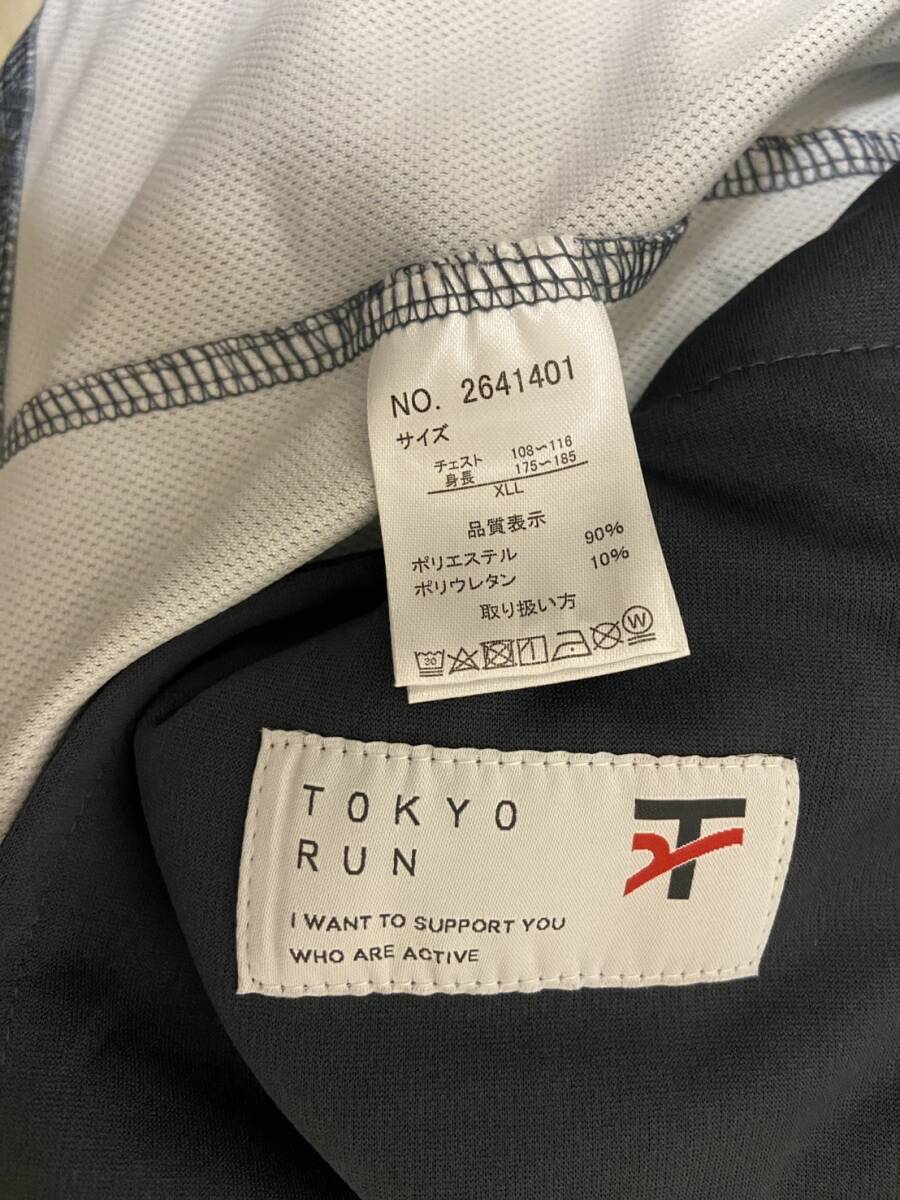 NO. 2641401
サイズ
チェスト 108～116
身長 175～185
XLL
品質表示
ポリエステル 90%
ポリウレタン 10%
取り扱い方
30 W
TOKYO
RUN
I WANT TO SUPPORT YOU
WHO ARE ACTIVE
T